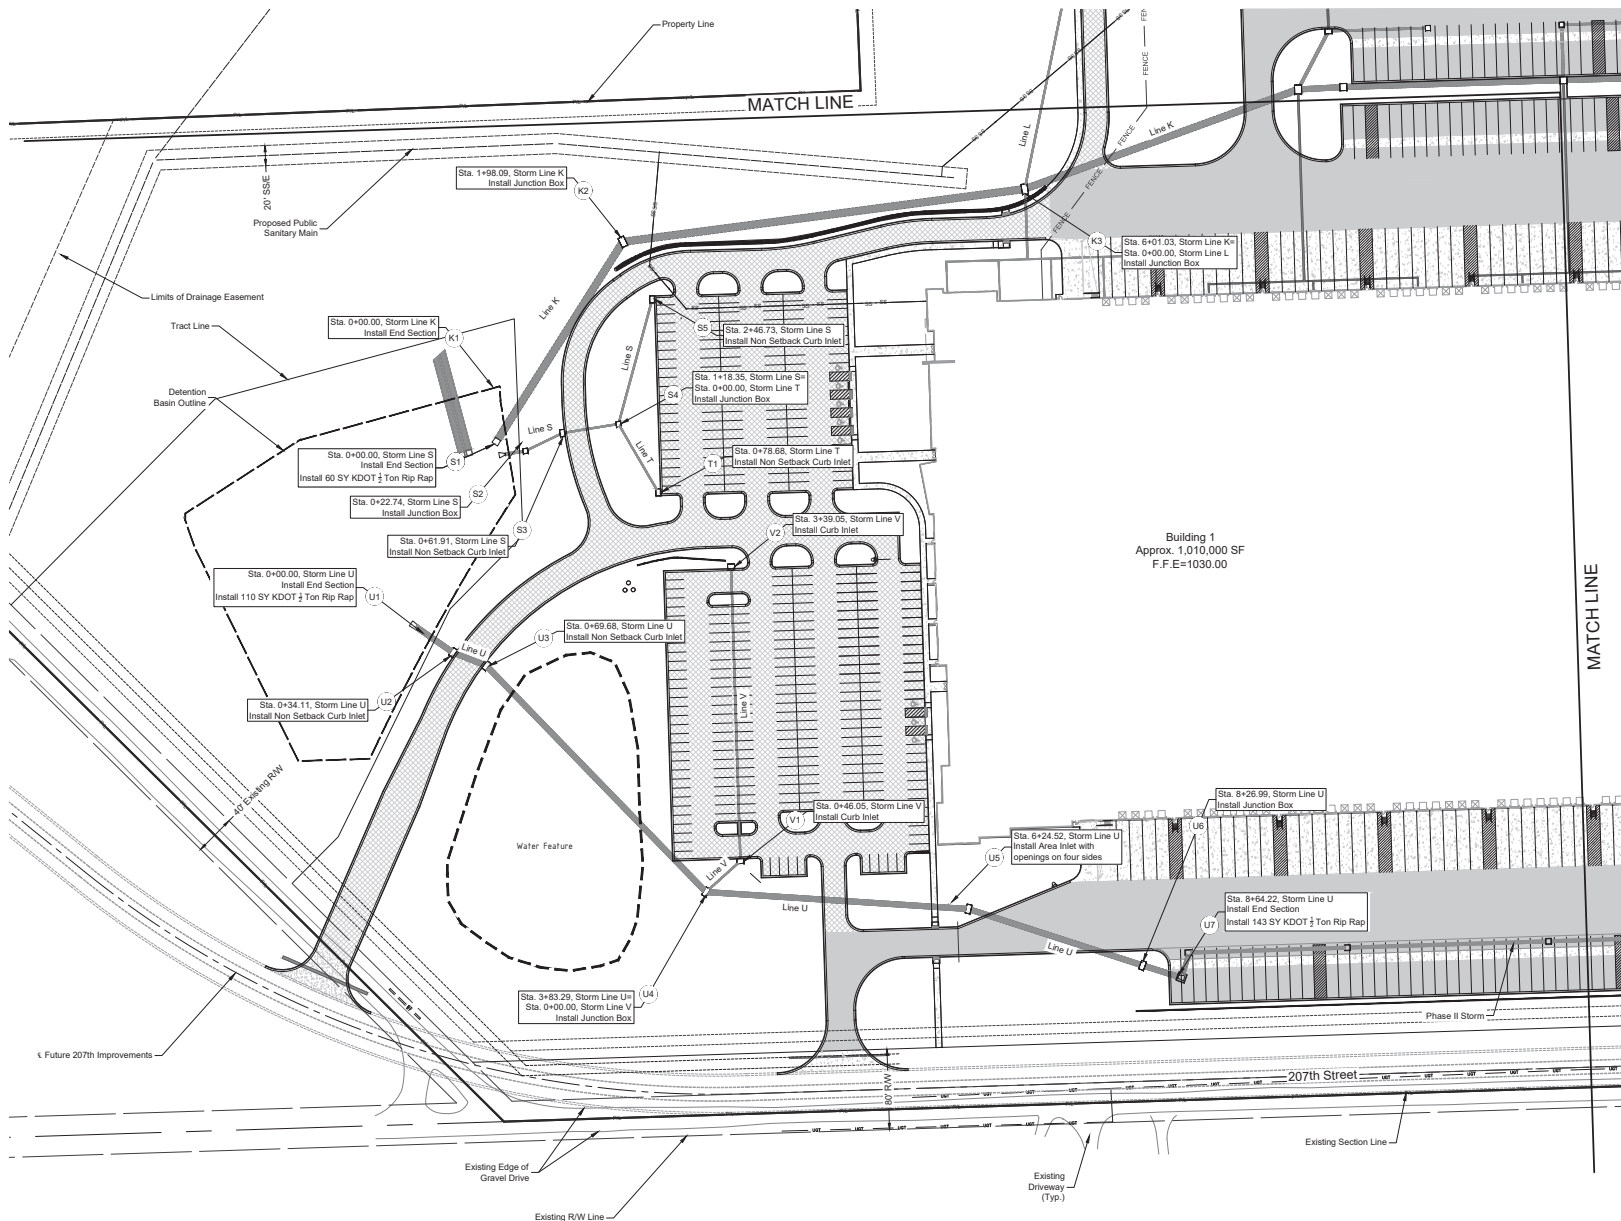 Property Line
MATCH LINE
FENCE
FENCE
FENCE
FENCE
FENCE
Line L
Line K
20' SS/E
Sta. 1+98.09, Storm Line K
Install Junction Box
K2
Proposed Public
Sanitary Main
K3
Sta. 6+01.03, Storm Line K=
Sta. 0+00.00, Storm Line L
Install Junction Box
Limits of Drainage Easement
Line K
Tract Line
Sta. 0+00.00, Storm Line K
Install End Section
K1
S5
Sta. 2+46.73, Storm Line S
Install Non Setback Curb Inlet
Line S
Sta. 1+18.35, Storm Line S=
Sta. 0+00.00, Storm Line T
Install Junction Box
S4
Detention
Basin Outline
Line S
Line T
Sta. 0+00.00, Storm Line S
Install End Section
Install 60 SY KDOT ½ Ton Rip Rap
S1
T1
Sta. 0+78.68, Storm Line T
Install Non Setback Curb Inlet
Sta. 0+22.74, Storm Line S
Install Junction Box
S2
Sta. 0+61.91, Storm Line S
Install Non Setback Curb Inlet
S3
V2
Sta. 3+39.05, Storm Line V
Install Curb Inlet
Building 1
Approx. 1,010,000 SF
F.F.E=1030.00
MATCH LINE
Sta. 0+00.00, Storm Line U
Install End Section
Install 110 SY KDOT ½ Ton Rip Rap
U1
U3
Sta. 0+69.68, Storm Line U
Install Non Setback Curb Inlet
Line U
Sta. 0+34.11, Storm Line U
Install Non Setback Curb Inlet
U2
Line V
40' Existing R/W
Water Feature
V1
Sta. 0+46.05, Storm Line V
Install Curb Inlet
Sta. 8+26.99, Storm Line U
Install Junction Box
U6
U5
Sta. 6+24.52, Storm Line U
Install Area Inlet with
openings on four sides
Line V
Line U
Line U
Sta. 8+64.22, Storm Line U
Install End Section
Install 143 SY KDOT ½ Ton Rip Rap
U7
Sta. 3+83.29, Storm Line U=
Sta. 0+00.00, Storm Line V
Install Junction Box
U4
Phase II Storm
℄ Future 207th Improvements
80' R/W
207th Street
Existing Section Line
Existing Edge of
Gravel Drive
Existing
Driveway
(Typ.)
Existing R/W Line